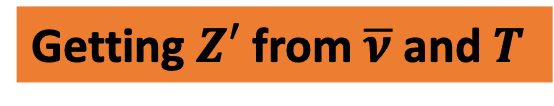 Getting Z′ from ν̅ and T